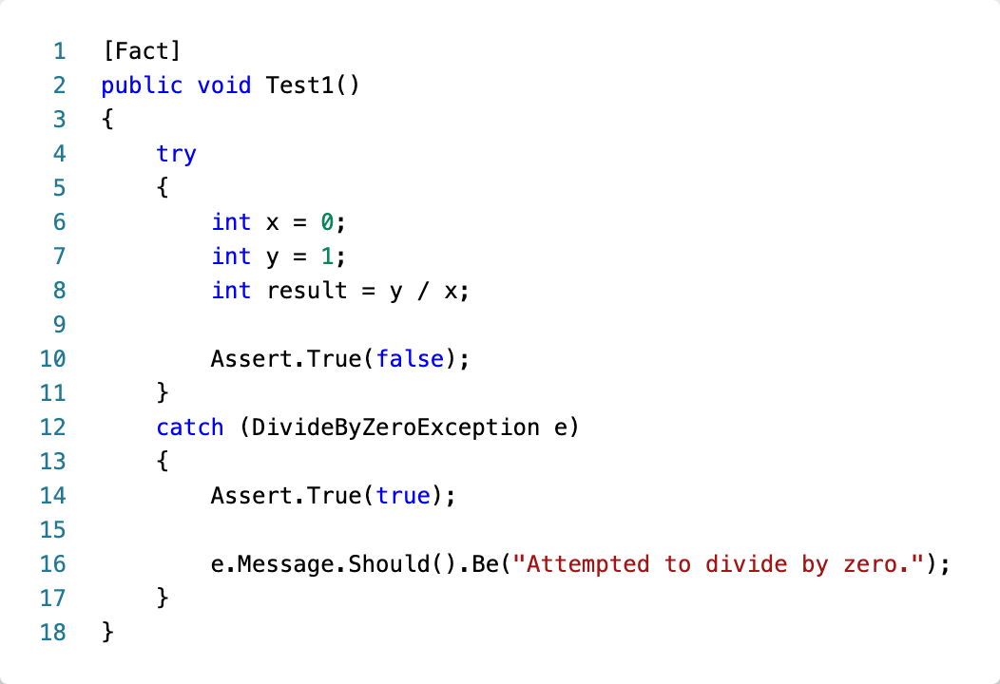 1 [Fact]
2 public void Test1()
3 {
4     try
5     {
6         int x = 0;
7         int y = 1;
8         int result = y / x;
9
10         Assert.True(false);
11     }
12     catch (DivideByZeroException e)
13     {
14         Assert.True(true);
15
16         e.Message.Should().Be("Attempted to divide by zero.");
17     }
18 }